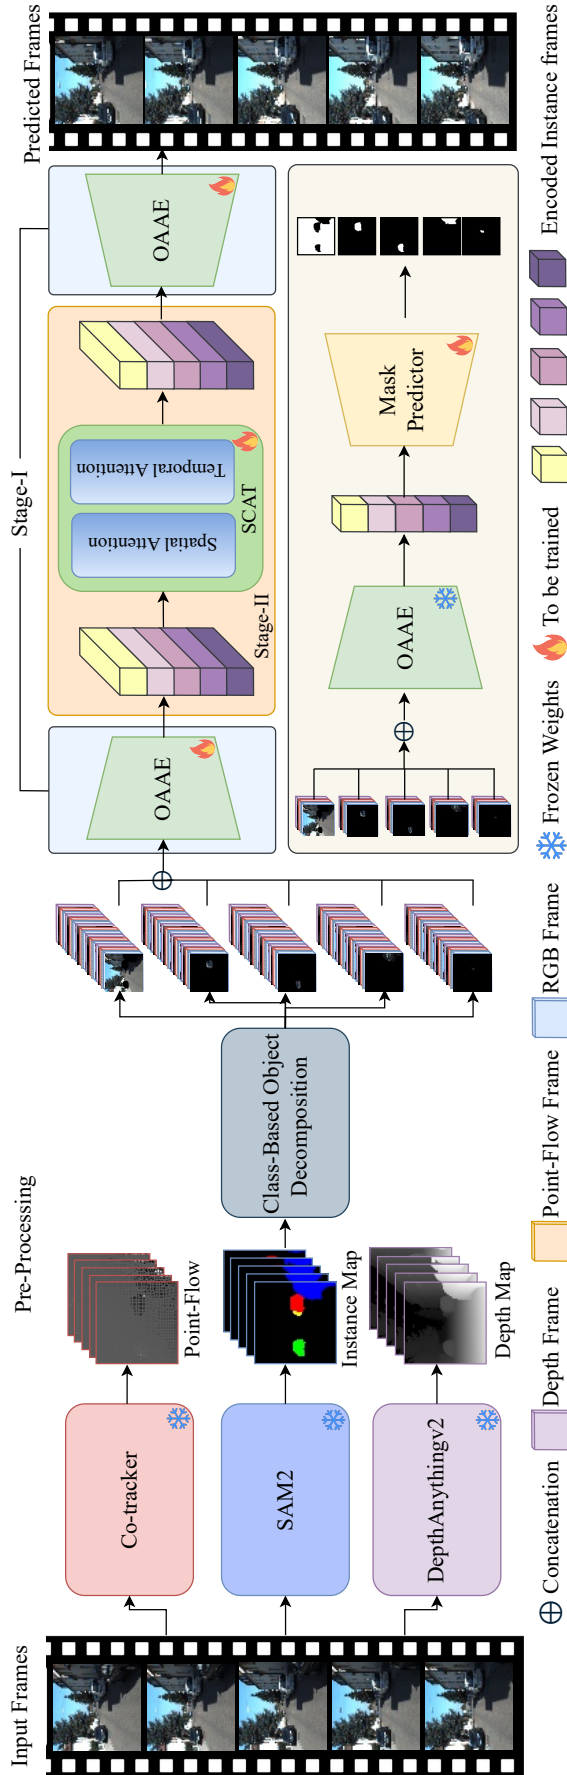 Input Frames
Pre-Processing
Co-tracker
Point-Flow
SAM2
Instance Map
DepthAnythingv2
Depth Map
Class-Based Object
Decomposition
Stage-I
OAAE
Stage-II
Spatial Attention
Temporal Attention
SCAT
OAAE
Predicted Frames
OAAE
Mask
Predictor
Concatenation
Depth Frame
Point-Flow Frame
RGB Frame
Frozen Weights
To be trained
Encoded Instance frames